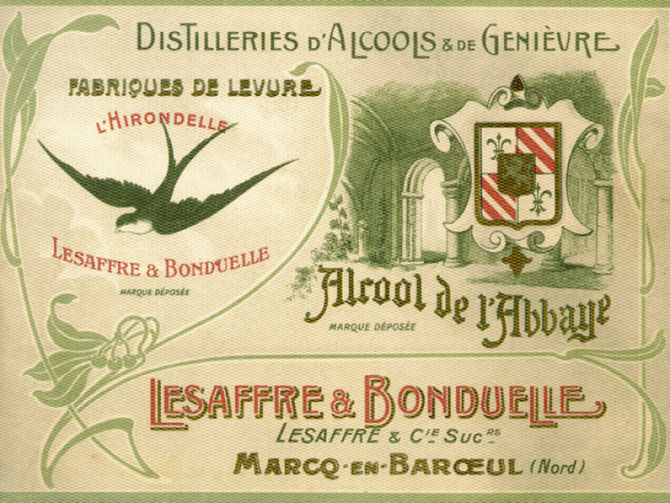 DISTILLERIES D'ALCOOLS & DE GENIÈVRE
FABRIQUES DE LEVURE
L'HIRONDELLE
LESAFFRE & BONDUELLE
MARQUE DÉPOSÉE
Alcool de l'Abbaye
MARQUE DÉPOSÉE
LESAFFRE & BONDUELLE
LESAFFRE & CIE SUCRS
MARCQ-EN-BARŒUL (Nord)